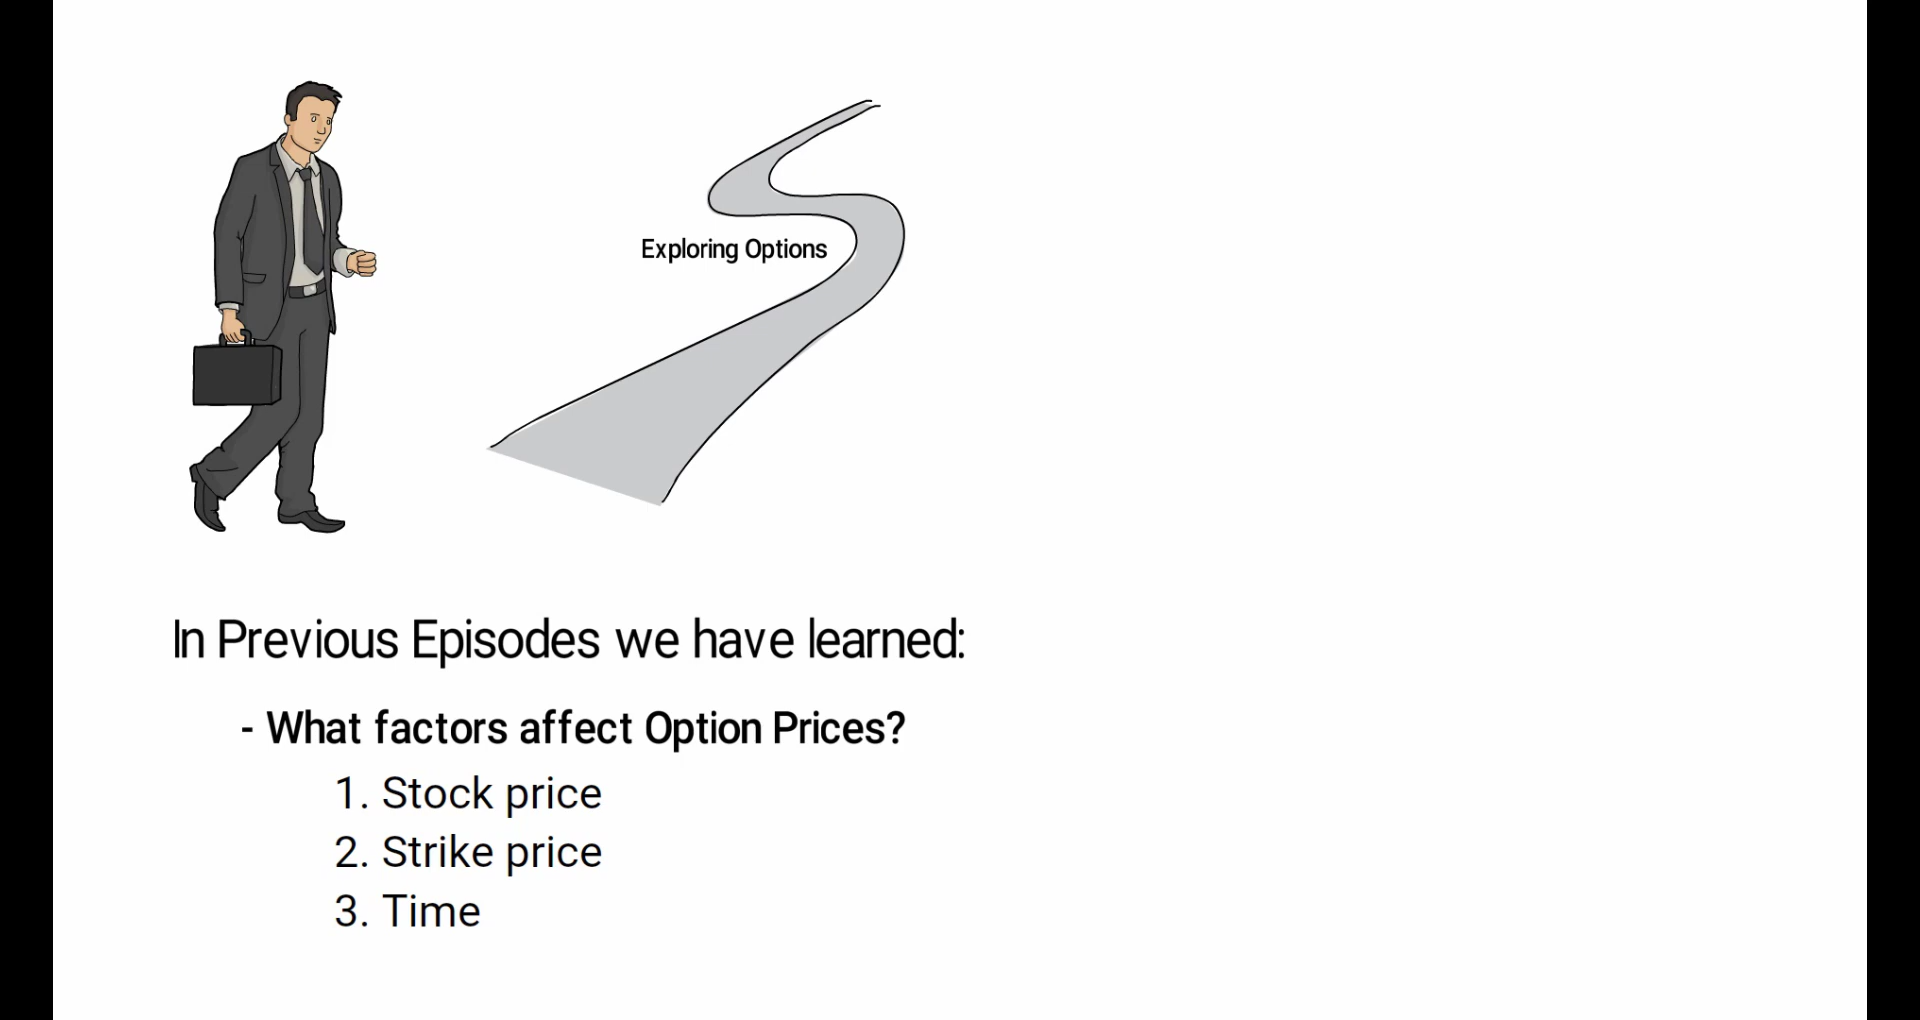 Exploring Options
In Previous Episodes we have learned:
- What factors affect Option Prices?
1. Stock price
2. Strike price
3. Time